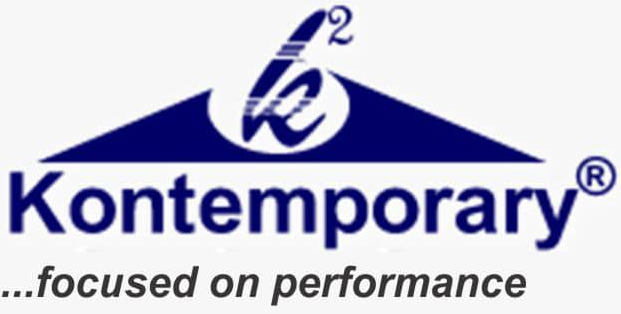 k²
Kontemporary®
...focused on performance